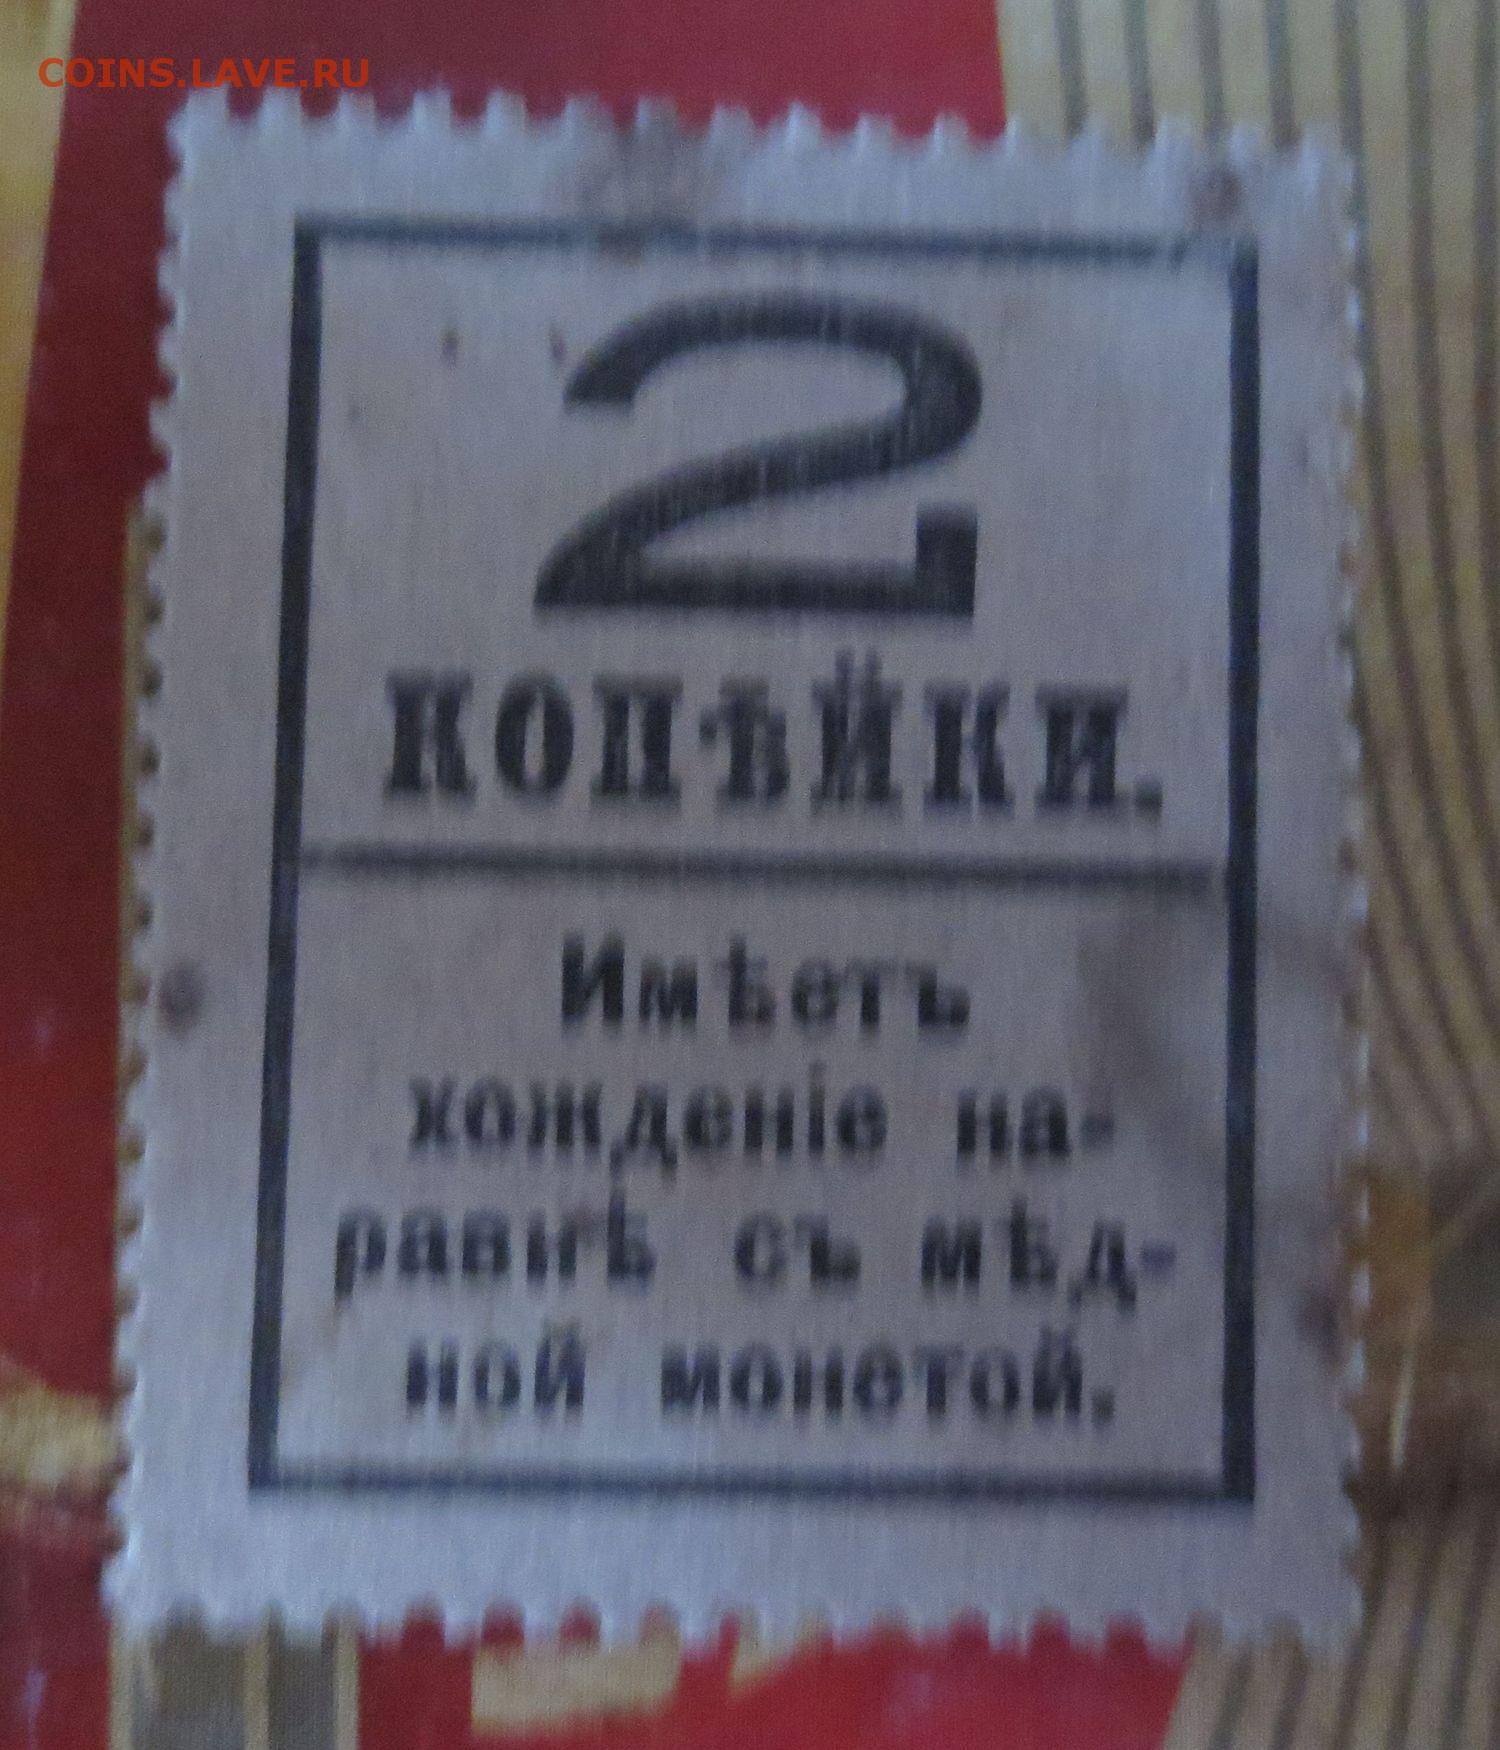 COINS.LAVE.RU
2
КОПѢЙКИ.
Имѣетъ
хожденіе на-
равнѣ съ мѣд-
ной монетой.